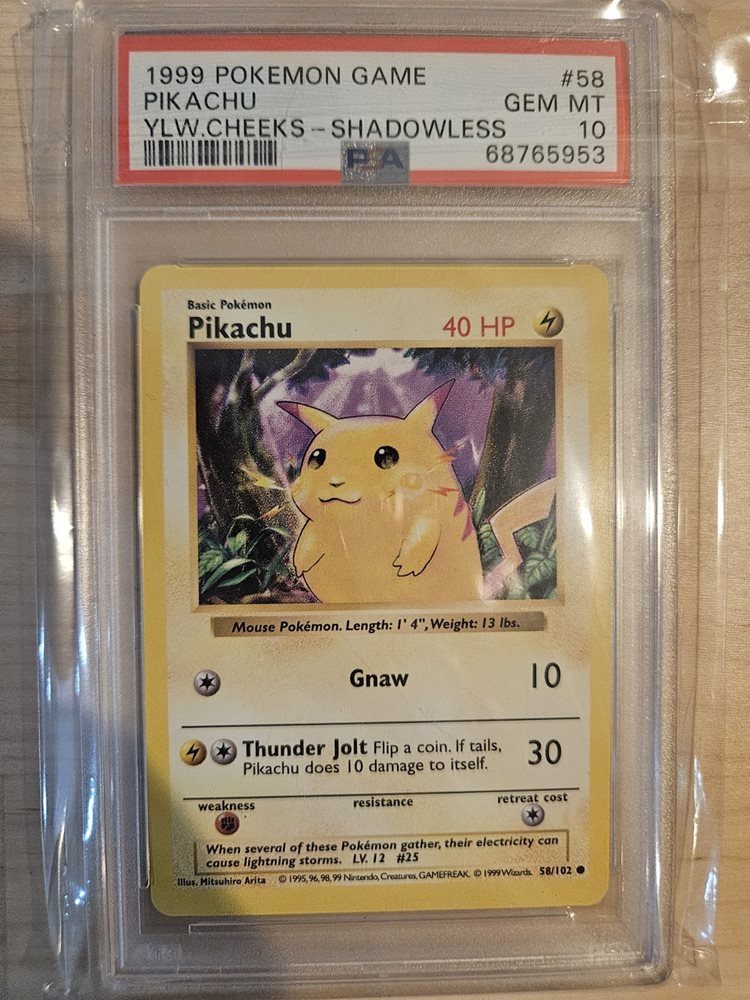 1999 POKEMON GAME #58
PIKACHU GEM MT
YLW.CHEEKS - SHADOWLESS 10
PSA 68765953
Basic Pokémon
Pikachu 40 HP
Mouse Pokémon. Length: 1' 4", Weight: 13 lbs.
Gnaw 10
Thunder Jolt Flip a coin. If tails, 30
Pikachu does 10 damage to itself.
weakness resistance retreat cost
When several of these Pokémon gather, their electricity can
cause lightning storms. LV. 12 #25
Illus. Mitsuhiro Arita © 1995, 96, 98, 99 Nintendo, Creatures, GAMEFREAK. © 1999 Wizards. 58/102